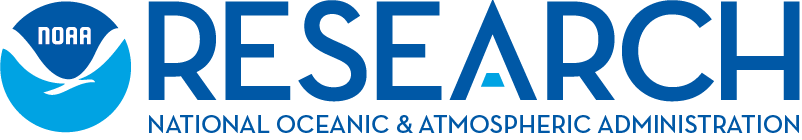 NOAA
RESEARCH
NATIONAL OCEANIC & ATMOSPHERIC ADMINISTRATION